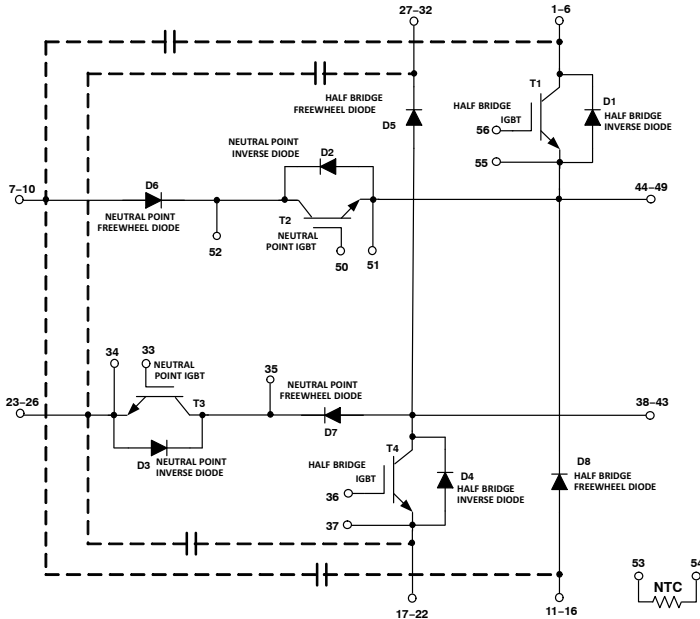 27–32
1–6
T1
HALF BRIDGE
FREEWHEEL DIODE
D5
HALF BRIDGE
IGBT
56
D1
HALF BRIDGE
INVERSE DIODE
55
NEUTRAL POINT
INVERSE DIODE
D2
7–10
D6
44–49
NEUTRAL POINT
FREEWHEEL DIODE
T2
NEUTRAL
POINT IGBT
52
50
51
34
33
NEUTRAL
POINT IGBT
35
NEUTRAL POINT
FREEWHEEL DIODE
23–26
T3
38–43
D7
D3
NEUTRAL POINT
INVERSE DIODE
T4
HALF BRIDGE
IGBT
36
D4
HALF BRIDGE
INVERSE DIODE
D8
HALF BRIDGE
FREEWHEEL DIODE
37
53
54
NTC
17–22
11–16